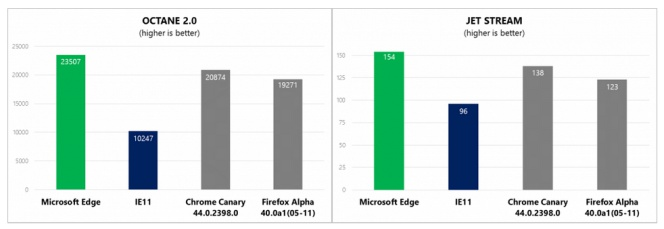 OCTANE 2.0
(higher is better)
25000
20000
15000
10000
5000
0
23507
10247
20874
19271
Microsoft Edge
IE11
Chrome Canary
44.0.2398.0
Firefox Alpha
40.0a1(05-11)
JET STREAM
(higher is better)
150
125
100
75
50
25
0
154
96
138
123
Microsoft Edge
IE11
Chrome Canary
44.0.2398.0
Firefox Alpha
40.0a1(05-11)